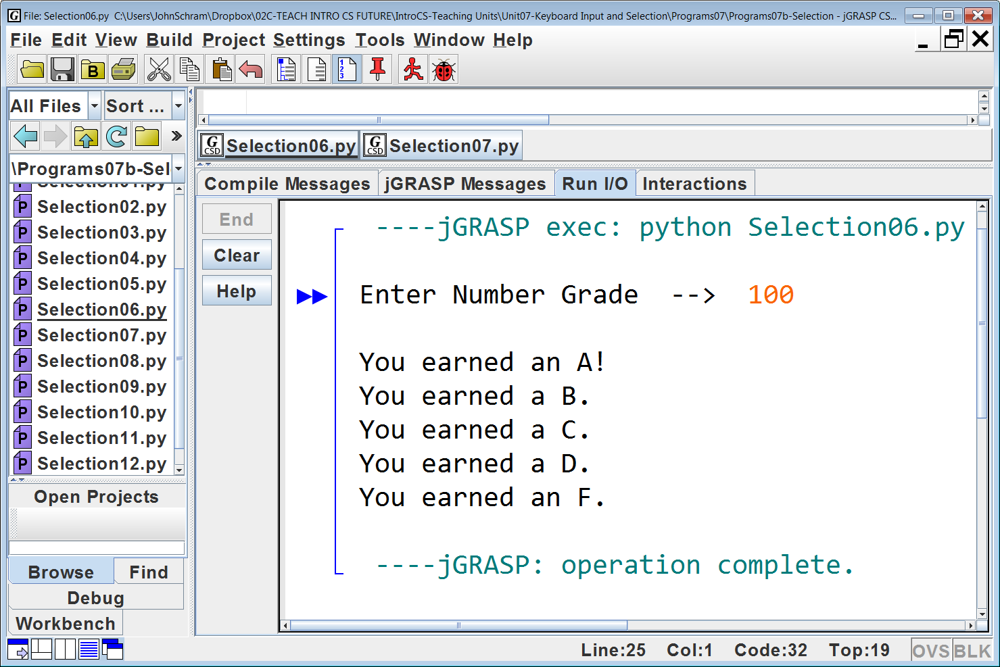 File: Selection06.py  C:\Users\JohnSchram\Dropbox\02C-TEACH INTRO CS FUTURE\IntroCS-Teaching Units\Unit07-Keyboard Input and Selection\Programs07\Programs07b-Selection - jGRASP CS...
File Edit View Build Project Settings Tools Window Help
B
1
2
3
All Files
Sort ...
»
\Programs07b-Sel
P Selection02.py
P Selection03.py
P Selection04.py
P Selection05.py
P Selection06.py
P Selection07.py
P Selection08.py
P Selection09.py
P Selection10.py
P Selection11.py
P Selection12.py
Open Projects
Browse
Find
Debug
Workbench
G CSD Selection06.py
G CSD Selection07.py
Compile Messages
jGRASP Messages
Run I/O
Interactions
End
Clear
Help
----jGRASP exec: python Selection06.py
Enter Number Grade  -->  100
You earned an A!
You earned a B.
You earned a C.
You earned a D.
You earned an F.
----jGRASP: operation complete.
Line:25 Col:1 Code:32 Top:19 OVS BLK